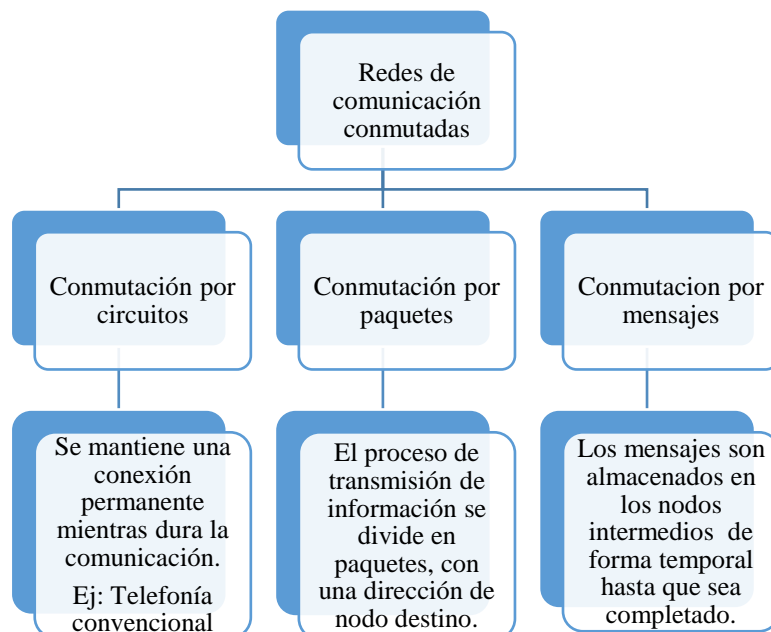 Redes de
comunicación
conmutadas
Conmutación por
circuitos
Conmutación por
paquetes
Conmutacion por
mensajes
Se mantiene una
conexión
permanente
mientras dura la
comunicación.
Ej: Telefonía
convencional
El proceso de
transmisión de
información se
divide en
paquetes, con
una dirección de
nodo destino.
Los mensajes son
almacenados en
los nodos
intermedios de
forma temporal
hasta que sea
completado.